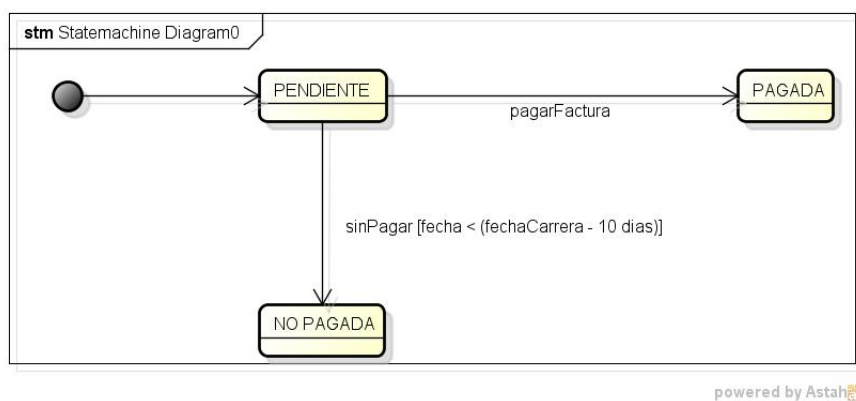 stm Statemachine Diagram0
PENDIENTE
PAGADA
pagarFactura
sinPagar [fecha < (fechaCarrera - 10 dias)]
NO PAGADA
powered by Astah